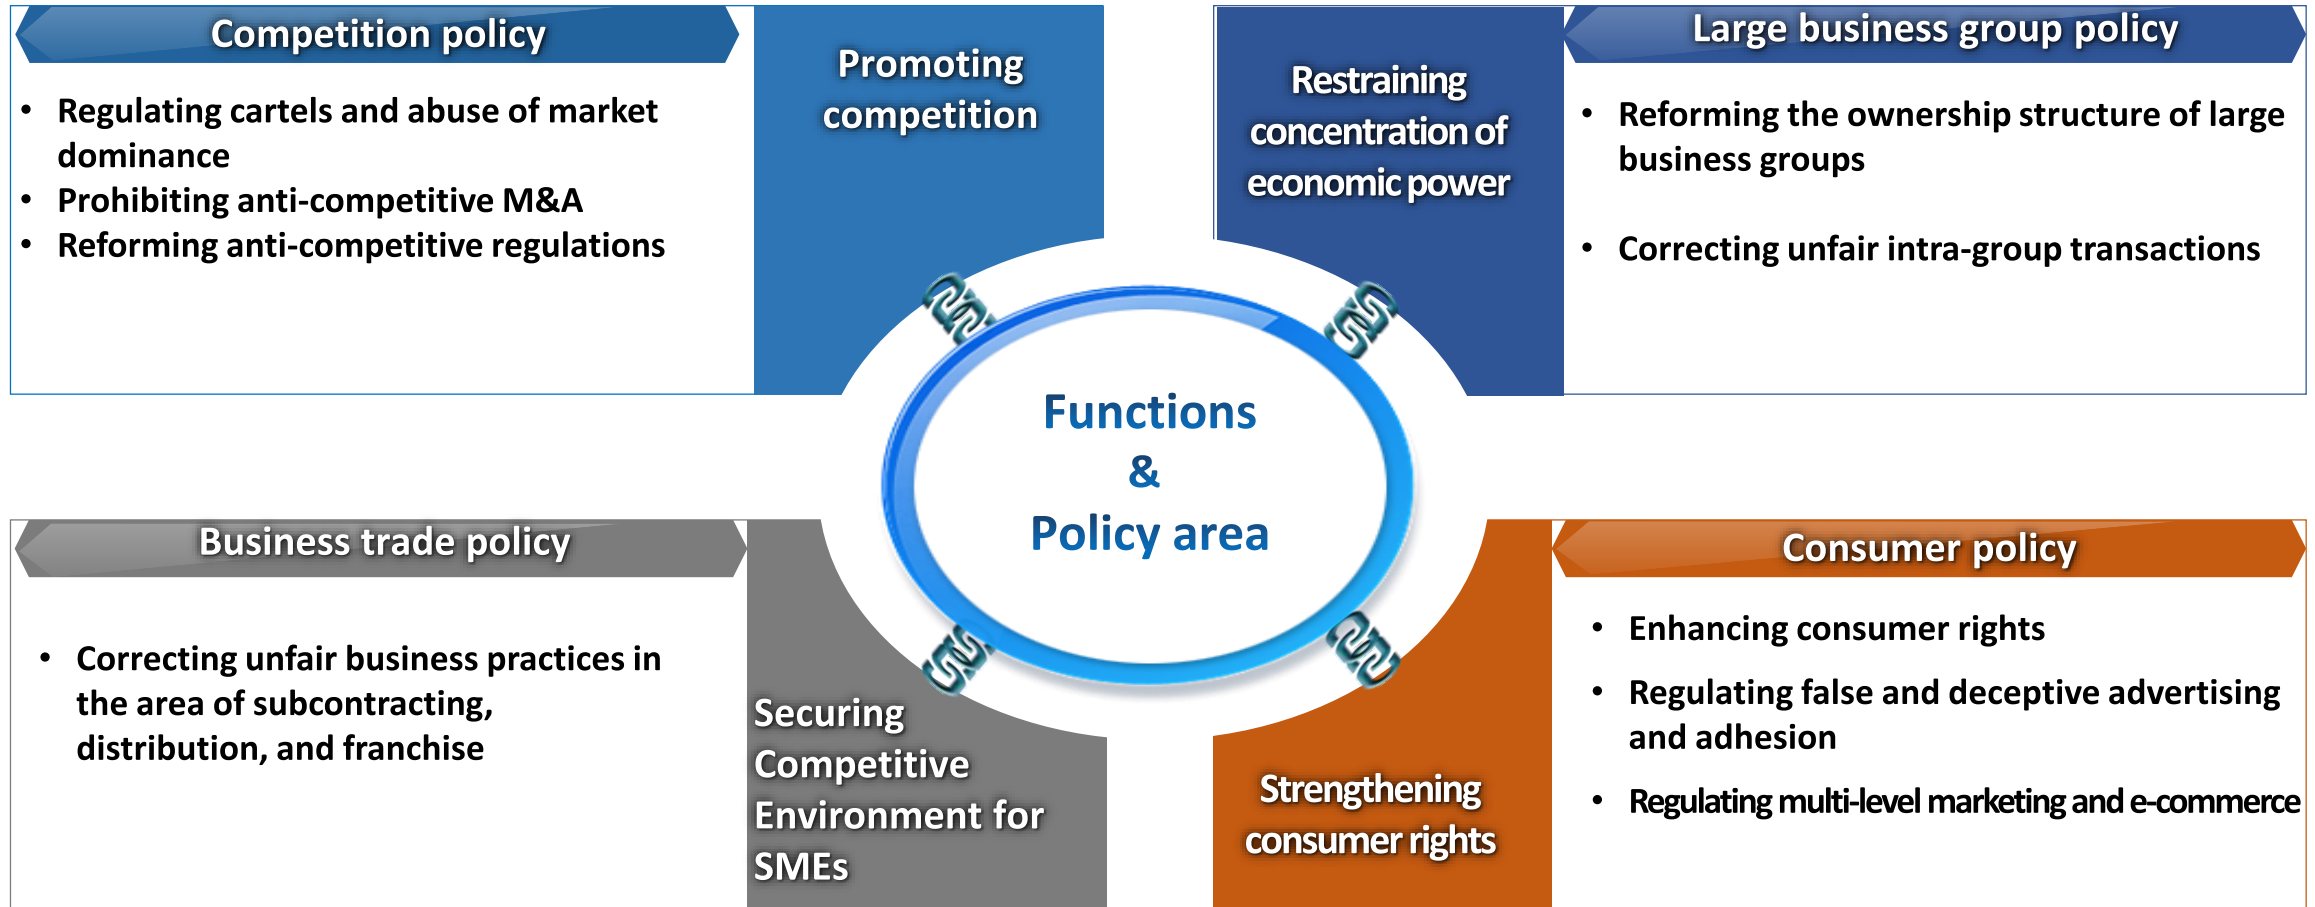 Competition policy
• Regulating cartels and abuse of market
dominance
• Prohibiting anti-competitive M&A
• Reforming anti-competitive regulations
Promoting
competition
Restraining
concentration of
economic power
Large business group policy
• Reforming the ownership structure of large
business groups
• Correcting unfair intra-group transactions
Functions
&
Policy area
Business trade policy
• Correcting unfair business practices in
the area of subcontracting,
distribution, and franchise
Securing
Competitive
Environment for
SMEs
Strengthening
consumer rights
Consumer policy
• Enhancing consumer rights
• Regulating false and deceptive advertising
and adhesion
• Regulating multi-level marketing and e-commerce